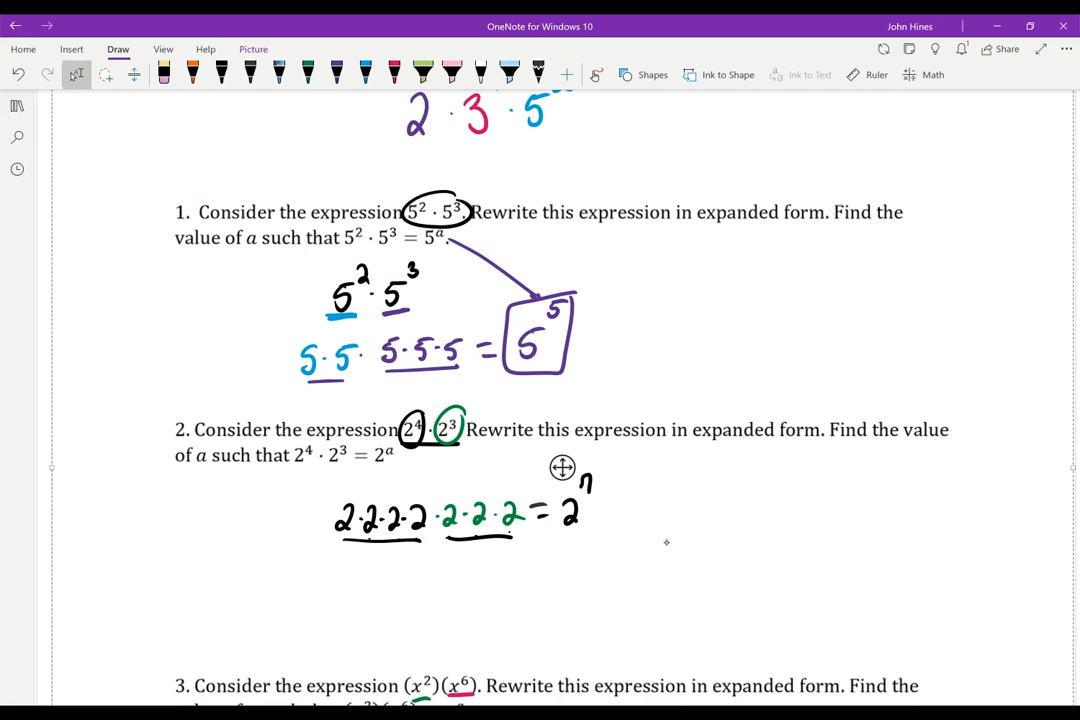 OneNote for Windows 10
John Hines
Home Insert Draw View Help Picture
Share
Shapes Ink to Shape Ink to Text Ruler Math
2 · 3 · 5
1. Consider the expression 5² · 5³. Rewrite this expression in expanded form. Find the
value of a such that 5² · 5³ = 5ᵃ.
5² · 5³
5 · 5 · 5 · 5 · 5 = 5⁵
2. Consider the expression 2⁴ · 2³ Rewrite this expression in expanded form. Find the value
of a such that 2⁴ · 2³ = 2ᵃ
2 · 2 · 2 · 2 · 2 · 2 · 2 = 2⁷
3. Consider the expression (x²)(x⁶). Rewrite this expression in expanded form. Find the